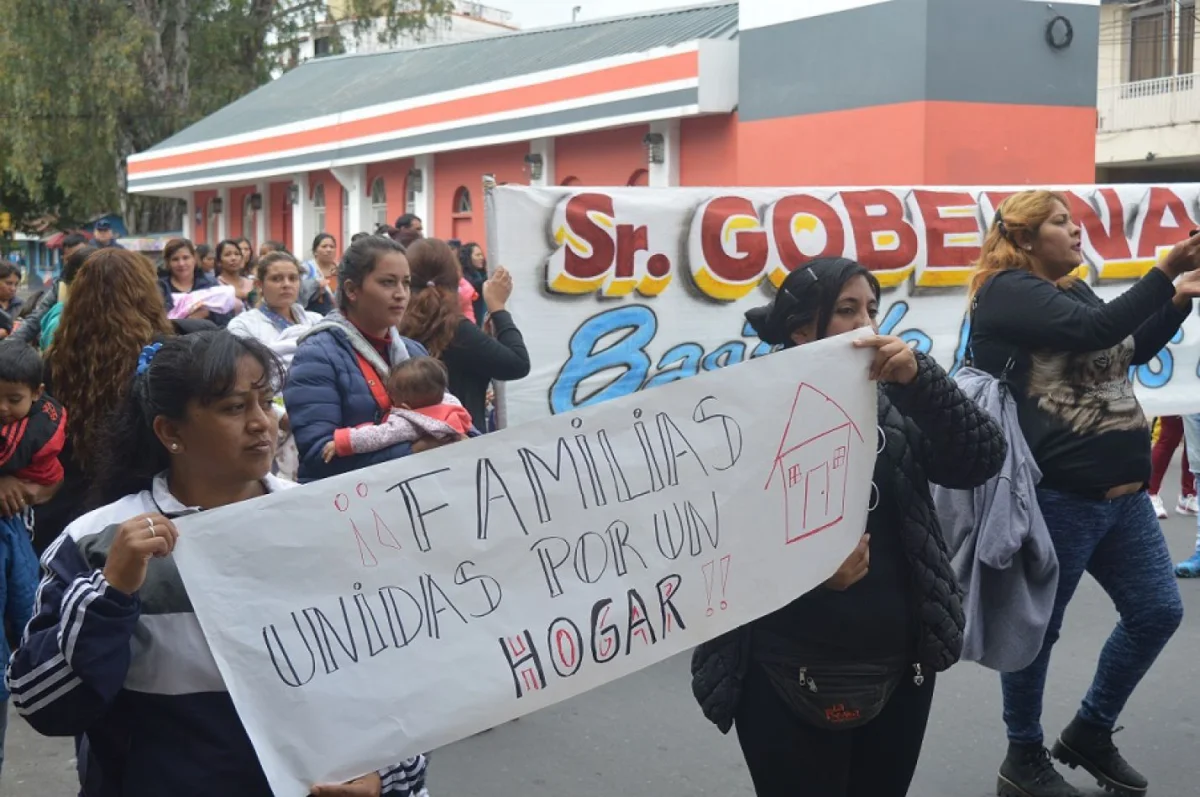 Sr. GOBERNA
¡¡FAMILIAS
UNIDAS POR UN
HOGAR!!